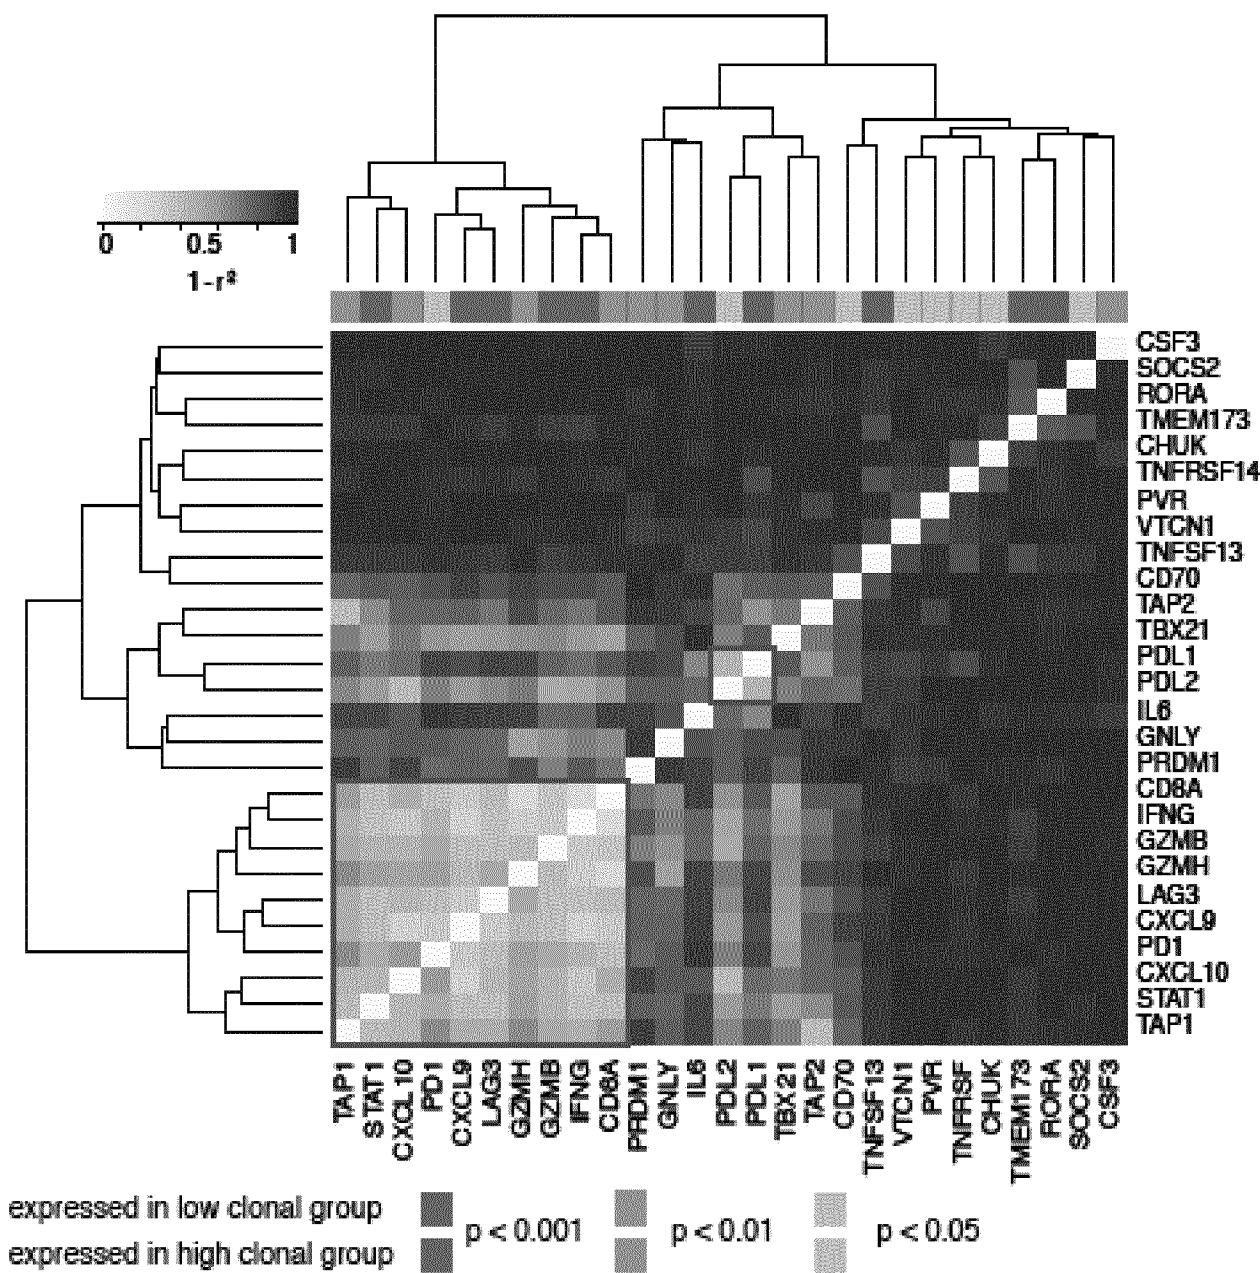 0 0.5 1
1-r²
CSF3
SOCS2
RORA
TMEM173
CHUK
TNFRSF14
PVR
VTCN1
TNFSF13
CD70
TAP2
TBX21
PDL1
PDL2
IL6
GNLY
PRDM1
CD8A
IFNG
GZMB
GZMH
LAG3
CXCL9
PD1
CXCL10
STAT1
TAP1
TAP1
STAT1
CXCL10
PD1
CXCL9
LAG3
GZMH
GZMB
IFNG
CD8A
PRDM1
GNLY
IL6
PDL2
PDL1
TBX21
TAP2
CD70
TNFSF13
VTCN1
PVR
TNFRSF
CHUK
TMEM173
RORA
SOCS2
CSF3
expressed in low clonal group
expressed in high clonal group
p < 0.001
p < 0.01
p < 0.05